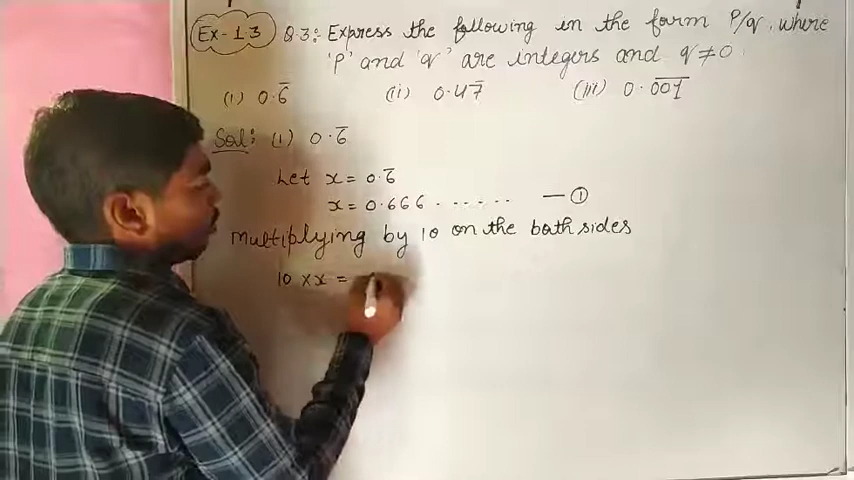 Ex-1.3 Q.3:- Express the following in the form P/q, where
'P' and 'q' are integers and q ≠ 0.
(i) 0.6̅ (ii) 0.47̅ (iii) 0.0̅0̅1̅
Sol: (i) 0.6̅
Let x = 0.6̅
x = 0.666 ....... — ①
multiplying by 10 on the both sides
10 × x =